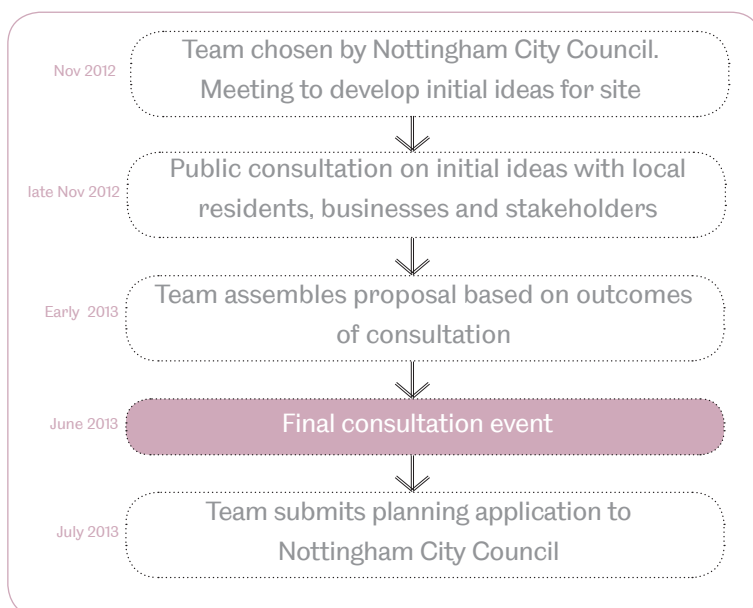 Nov 2012
Team chosen by Nottingham City Council.
Meeting to develop initial ideas for site
late Nov 2012
Public consultation on initial ideas with local
residents, businesses and stakeholders
Early 2013
Team assembles proposal based on outcomes
of consultation
June 2013
Final consultation event
July 2013
Team submits planning application to
Nottingham City Council